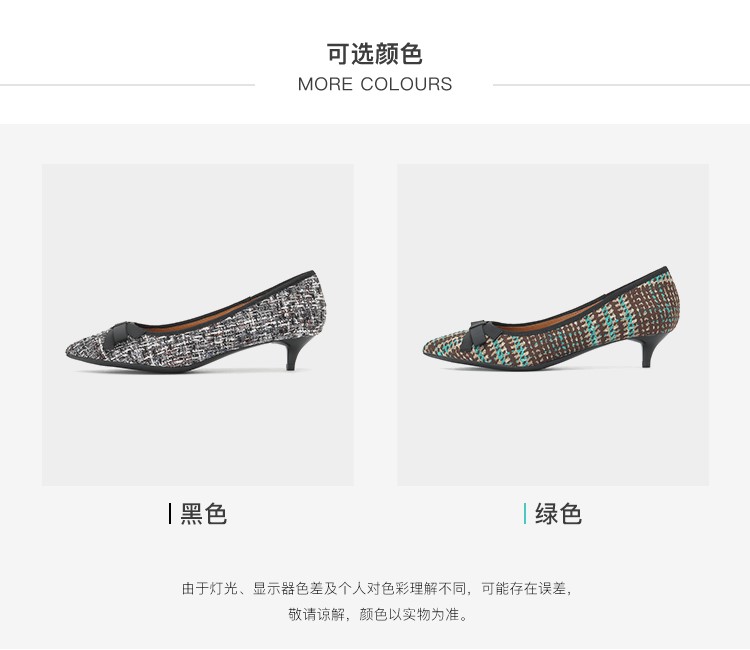 可选颜色
MORE COLOURS
黑色
绿色
由于灯光、显示器色差及个人对色彩理解不同，可能存在误差，
敬请谅解，颜色以实物为准。